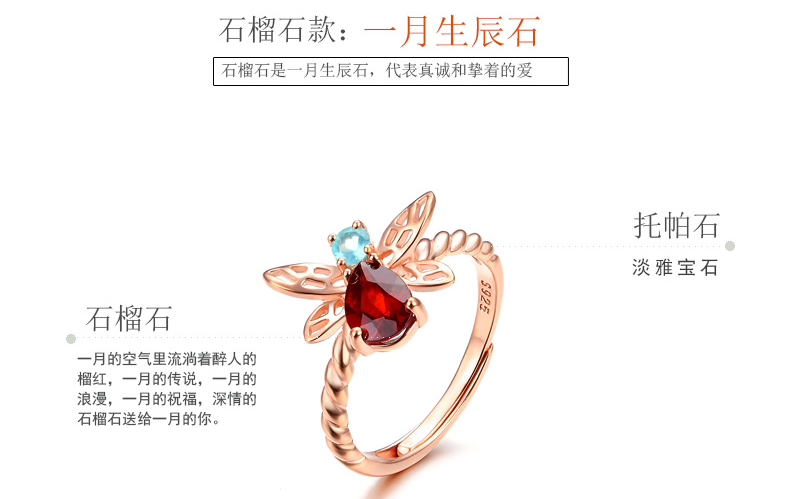 石榴石款：一月生辰石
石榴石是一月生辰石，代表真诚和挚着的爱
托帕石
淡雅宝石
S925
石榴石
一月的空气里流淌着醉人的
榴红，一月的传说，一月的
浪漫，一月的祝福，深情的
石榴石送给一月的你。